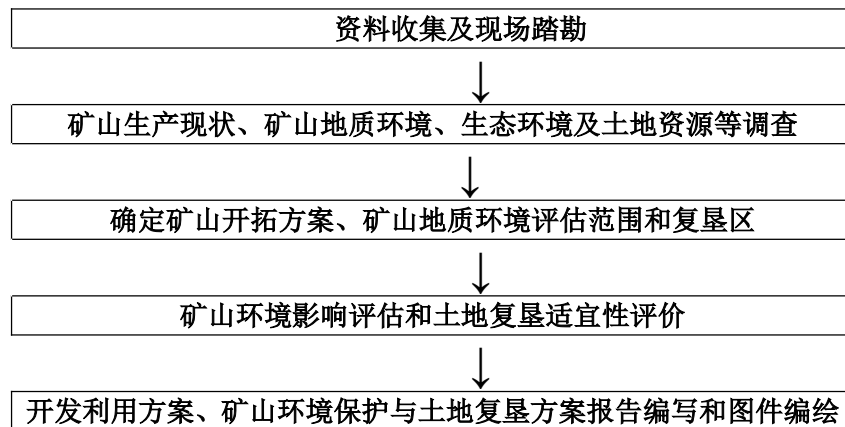 资料收集及现场踏勘
矿山生产现状、矿山地质环境、生态环境及土地资源等调查
确定矿山开拓方案、矿山地质环境评估范围和复垦区
矿山环境影响评估和土地复垦适宜性评价
开发利用方案、矿山环境保护与土地复垦方案报告编写和图件编绘